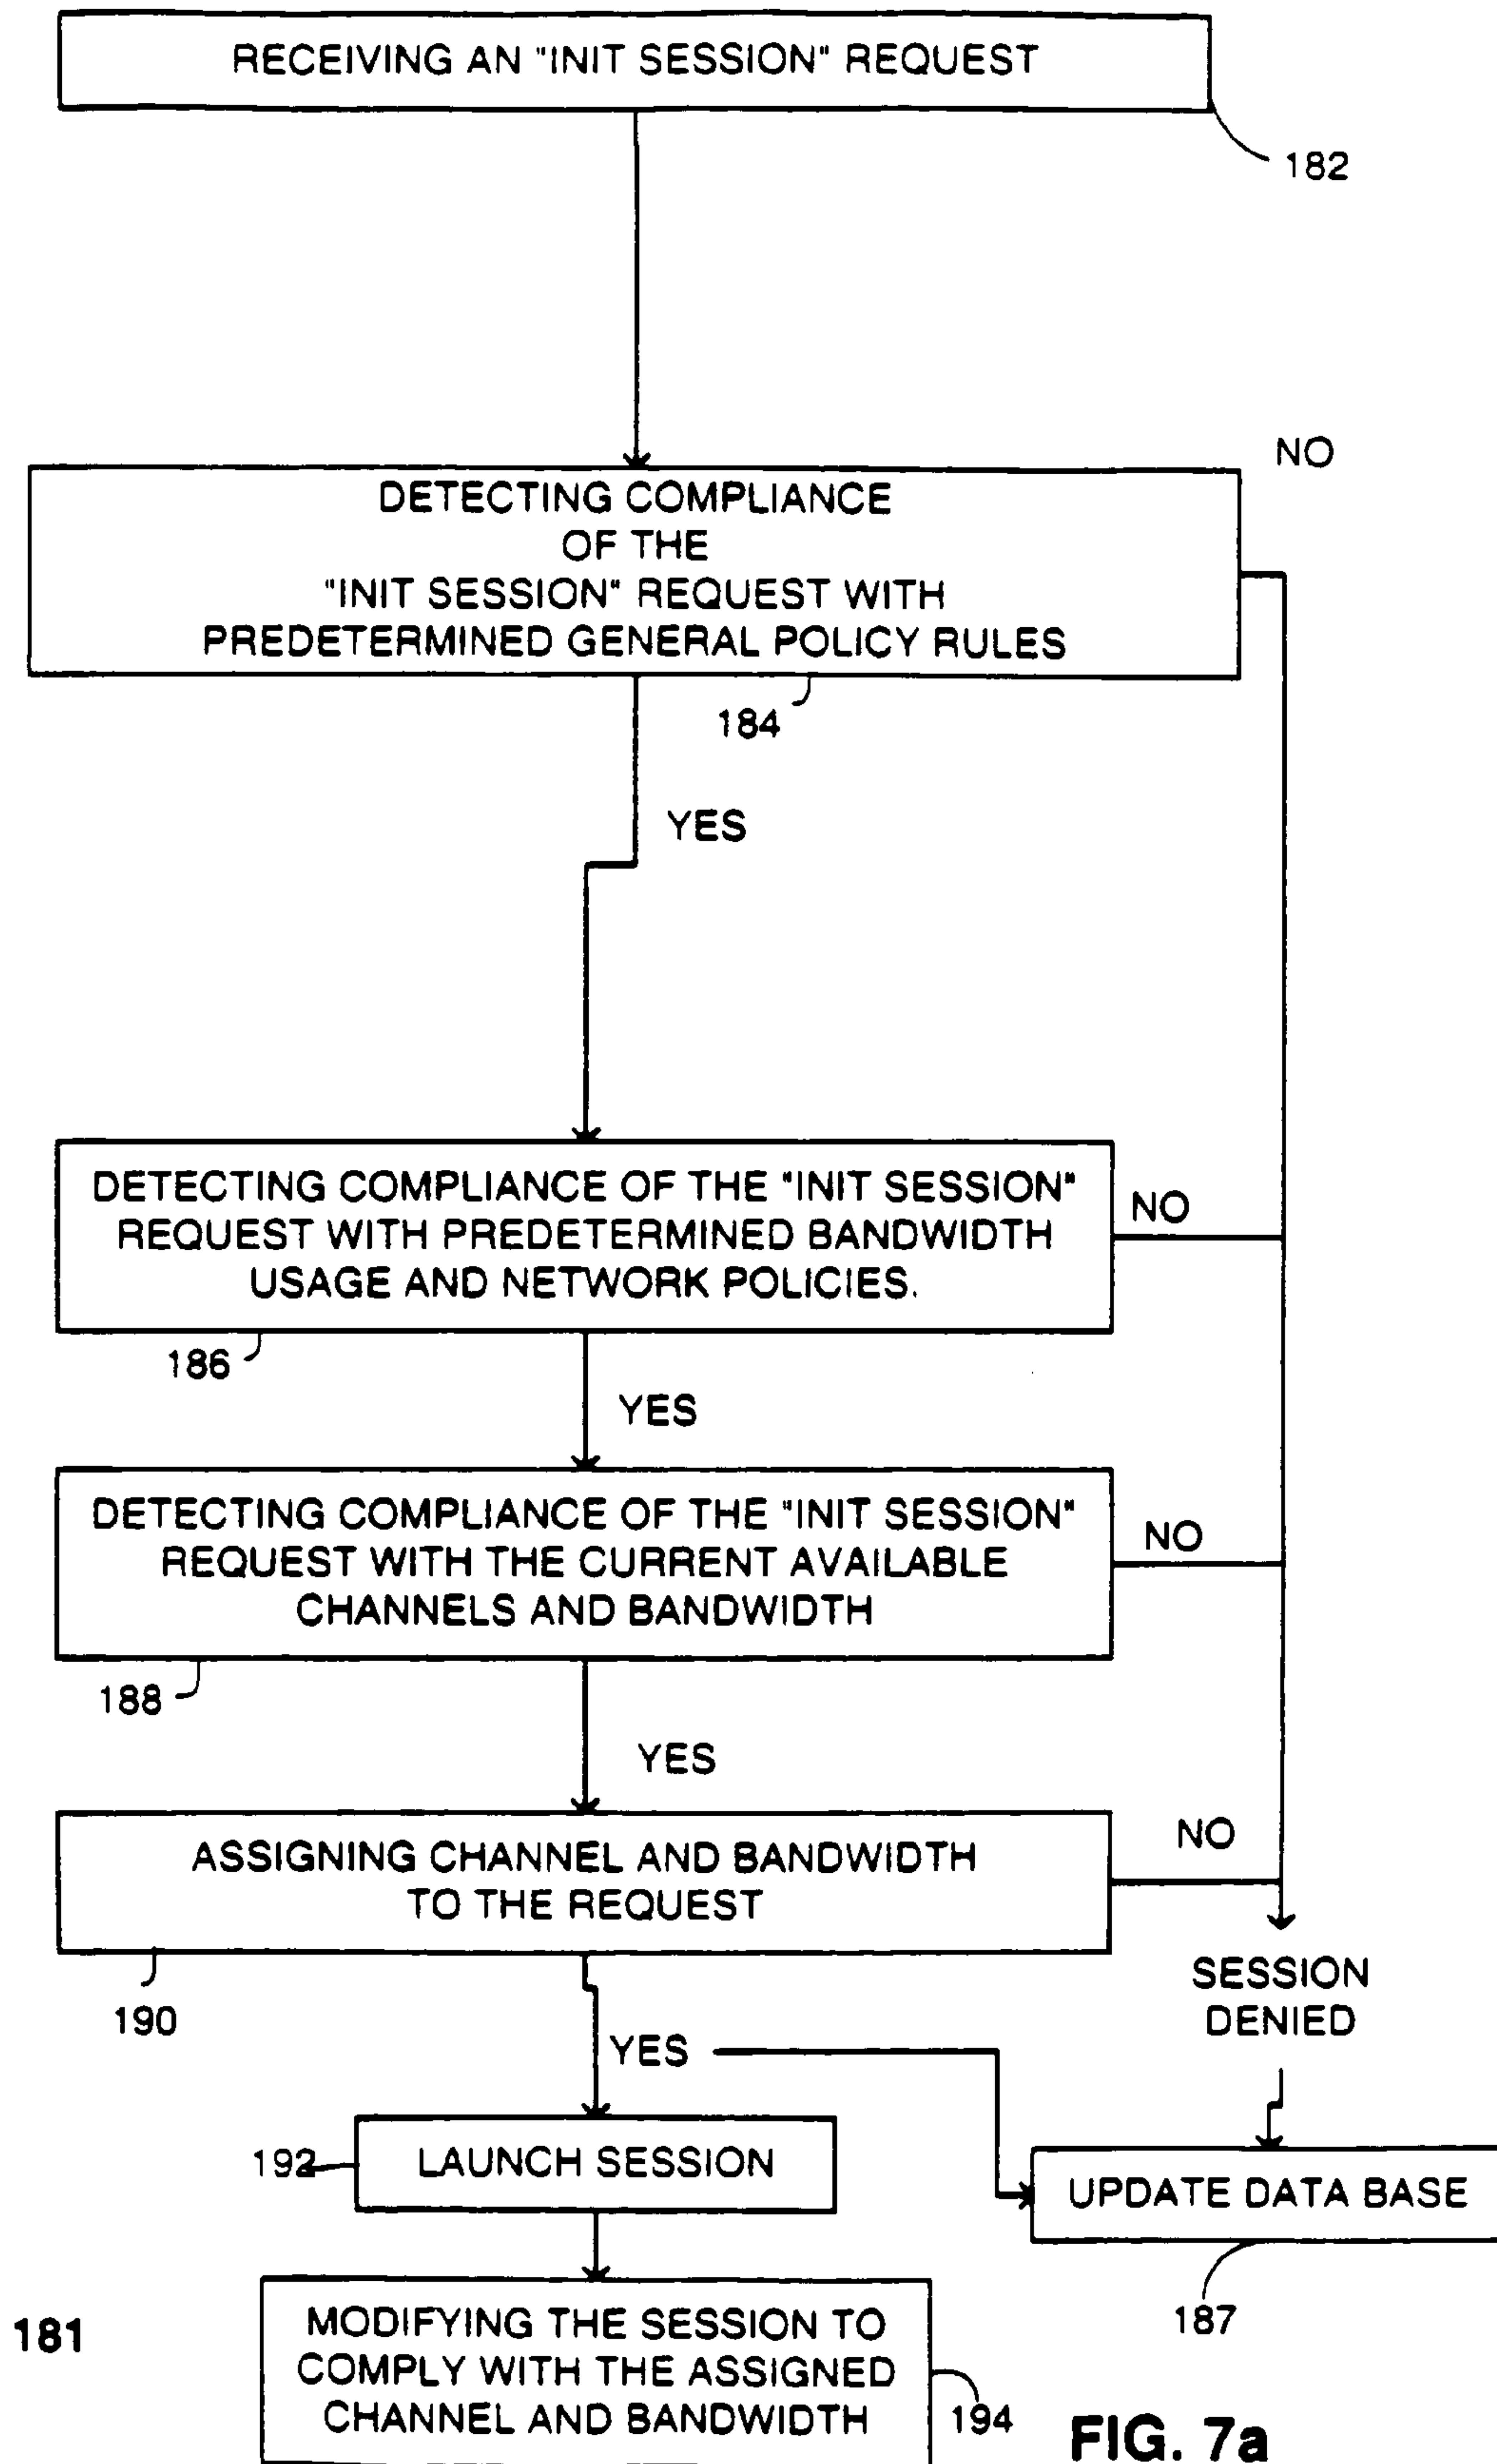 RECEIVING AN "INIT SESSION" REQUEST
182
NO
DETECTING COMPLIANCE
OF THE
"INIT SESSION" REQUEST WITH
PREDETERMINED GENERAL POLICY RULES
184
YES
DETECTING COMPLIANCE OF THE "INIT SESSION"
REQUEST WITH PREDETERMINED BANDWIDTH
USAGE AND NETWORK POLICIES.
NO
186
YES
DETECTING COMPLIANCE OF THE "INIT SESSION"
REQUEST WITH THE CURRENT AVAILABLE
CHANNELS AND BANDWIDTH
NO
188
YES
ASSIGNING CHANNEL AND BANDWIDTH
TO THE REQUEST
NO
190
SESSION
DENIED
YES
192
LAUNCH SESSION
UPDATE DATA BASE
187
181
MODIFYING THE SESSION TO
COMPLY WITH THE ASSIGNED
CHANNEL AND BANDWIDTH
194
FIG. 7a